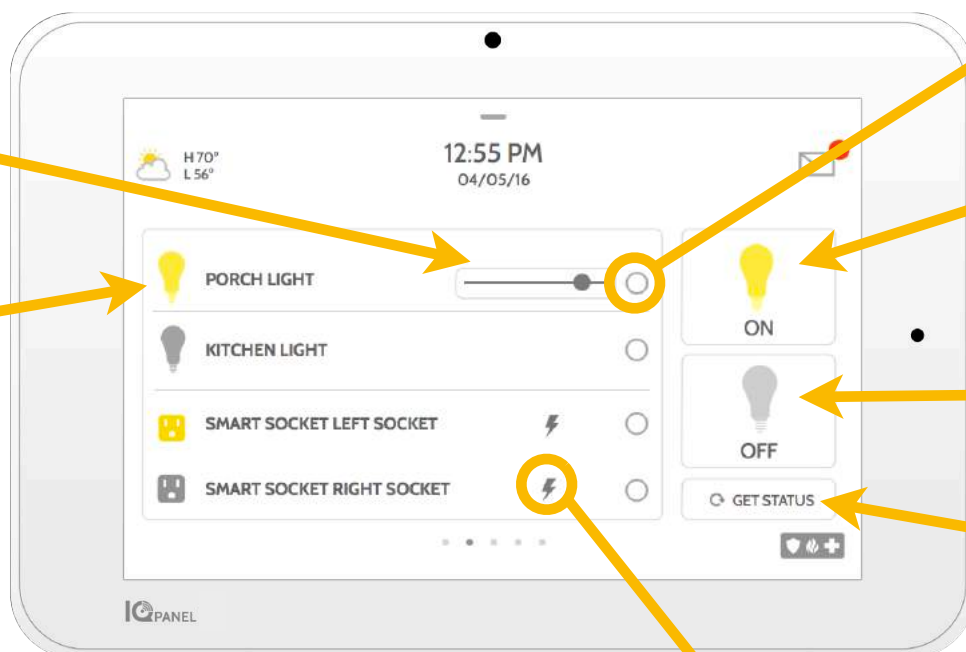 H 70°
L 56°
12:55 PM
04/05/16
PORCH LIGHT
KITCHEN LIGHT
SMART SOCKET LEFT SOCKET
SMART SOCKET RIGHT SOCKET
ON
OFF
GET STATUS
IQ PANEL